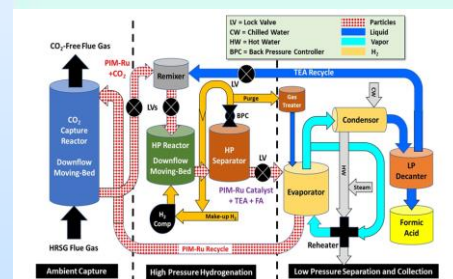 LV = Lock Valve
CW = Chilled Water
HW = Hot Water
BPC = Back Pressure Controller
Particles
Liquid
Vapor
H₂
CO₂-Free Flue Gas
PIM-Ru
+CO₂
Remixer
LV
TEA Recycle
CO₂
Capture
Reactor
Downflow
Moving-Bed
LVs
Purge
BPC
Gas
Treater
CW
Condensor
HP Reactor
Downflow
Moving-Bed
HP
Separator
LV
PIM-Ru Catalyst
+ TEA + FA
Evaporator
HW
Steam
LP
Decanter
H₂
Comp
Make-up H₂
Reheater
Formic
Acid
HRSG Flue Gas
PIM-Ru Recycle
Ambient Capture
High Pressure Hydrogenation
Low Pressure Separation and Collection